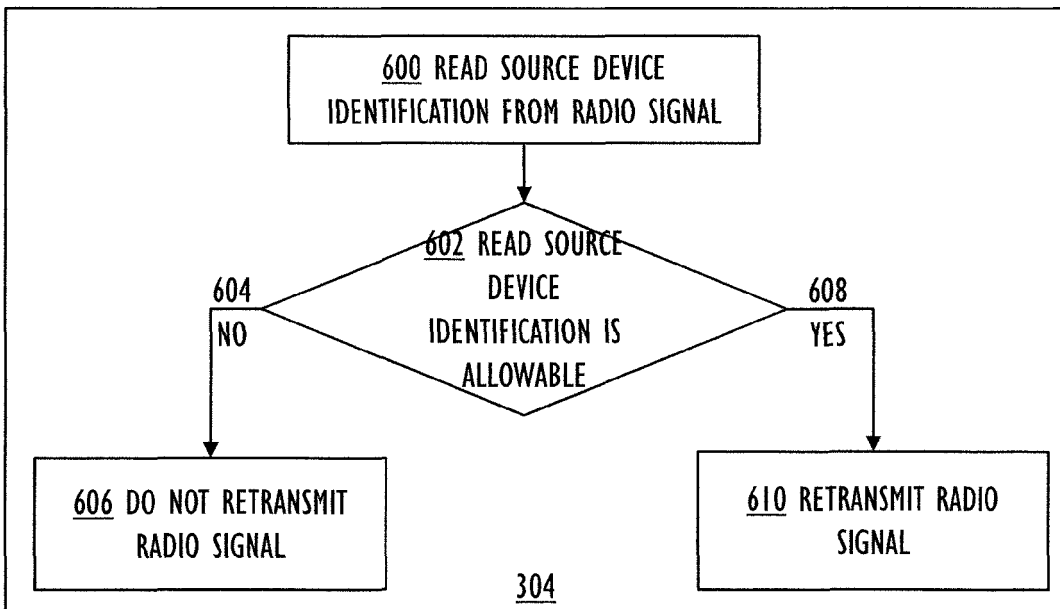 600 READ SOURCE DEVICE
IDENTIFICATION FROM RADIO SIGNAL
602 READ SOURCE
DEVICE
IDENTIFICATION IS
ALLOWABLE
604
NO
608
YES
606 DO NOT RETRANSMIT
RADIO SIGNAL
610 RETRANSMIT RADIO
SIGNAL
304